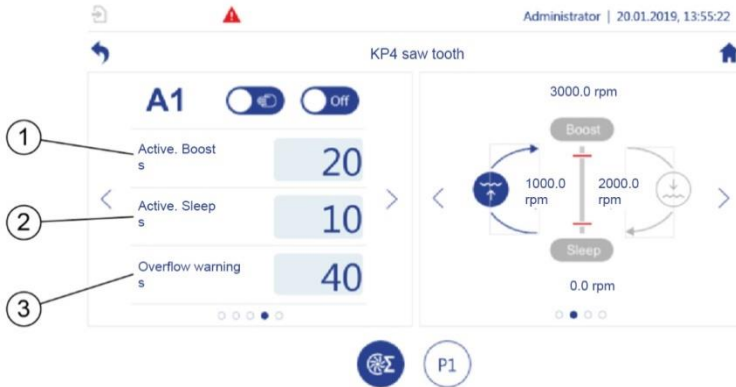 Administrator | 20.01.2019, 13:55:22
KP4 saw tooth
A1
Off
1
Active. Boost
s
20
2
Active. Sleep
s
10
3
Overflow warning
s
40
3000.0 rpm
Boost
1000.0
rpm
2000.0
rpm
Sleep
0.0 rpm
Σ
P1